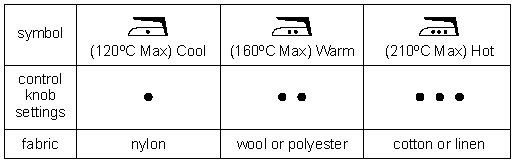 symbol
(120ºC Max) Cool
(160ºC Max) Warm
(210ºC Max) Hot
control
knob
settings
fabric
nylon
wool or polyester
cotton or linen